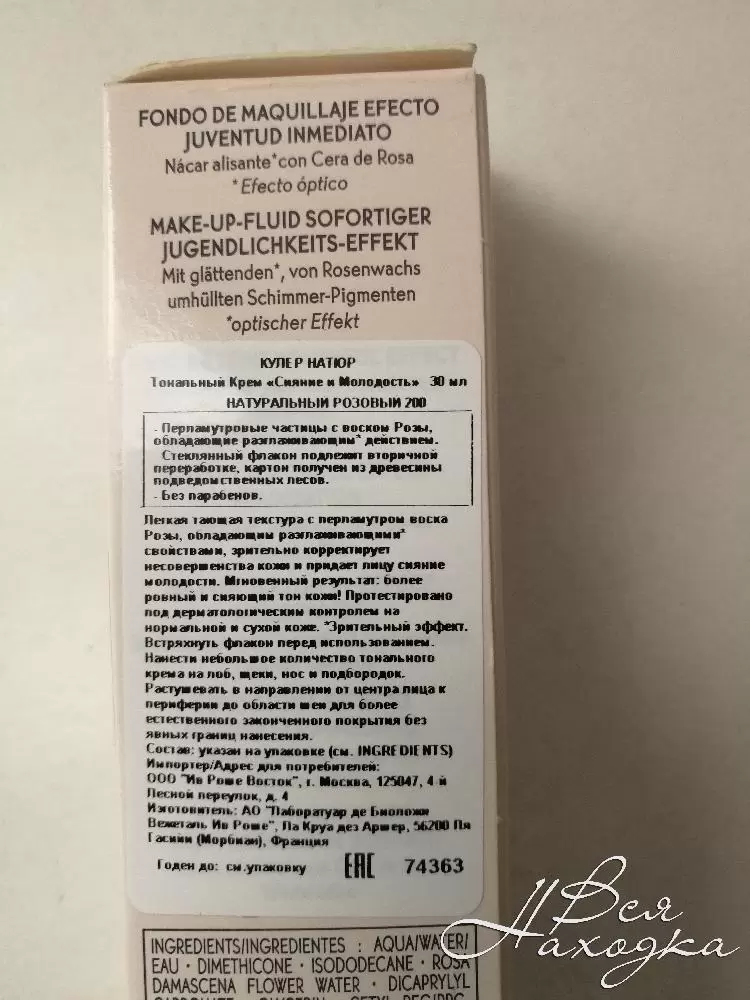 FONDO DE MAQUILLAJE EFECTO
JUVENTUD INMEDIATO
Nácar alisante*con Cera de Rosa
*Efecto óptico
MAKE-UP-FLUID SOFORTIGER
JUGENDLICHKEITS-EFFEKT
Mit glättenden*, von Rosenwachs
umhüllten Schimmer-Pigmenten
*optischer Effekt
КУЛЕР НАТЮР
Тональный Крем «Сияние и Молодость» 30 мл
НАТУРАЛЬНЫЙ РОЗОВЫЙ 200
- Перламутровые частицы с воском Розы,
обладающие разглаживающим* действием.
Стеклянный флакон подлежит вторичной
переработке, картон получен из древесины
подведомственных лесов.
- Без парабенов.
Легкая тающая текстура с перламутром воска
Розы, обладающим разглаживающими*
свойствами, зрительно корректирует
несовершенства кожи и придает лицу сияние
молодости. Мгновенный результат: более
ровный и сияющий тон кожи! Протестировано
под дерматологическим контролем на
нормальной и сухой коже. *Зрительный эффект.
Встряхнуть флакон перед использованием.
Нанести небольшое количество тонального
крема на лоб, щеки, нос и подбородок.
Растушевать в направлении от центра лица к
периферии до области шеи для более
естественного законченного покрытия без
явных границ нанесения.
Состав: указан на упаковке (см. INGREDIENTS)
Импортер/Адрес для потребителей:
ООО "Ив Роше Восток", г. Москва, 125047, 4 й
Лесной переулок, д. 4
Изготовитель: АО "Лаборатуар де Биоложи
Вежеталь Ив Роше", Ла Круа дез Аршер, 56200 Ля
Гасийи (Морбиан), Франция
Годен до: см.упаковку EAC 74363
INGREDIENTS/INGREDIENTES : AQUA/WATER/
EAU • DIMETHICONE • ISODODECANE • ROSA
DAMASCENA FLOWER WATER • DICAPRYLYL
Вся
Находка